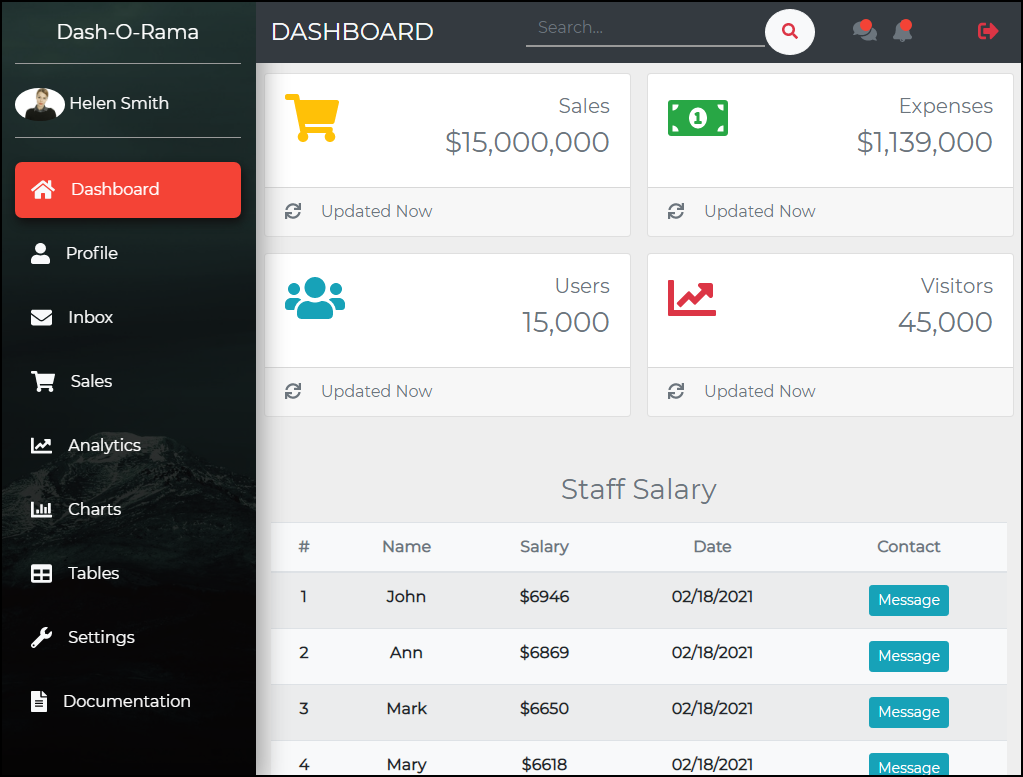 Dash-O-Rama
Helen Smith
Dashboard
Profile
Inbox
Sales
Analytics
Charts
Tables
Settings
Documentation
DASHBOARD
Search...
Sales
$15,000,000
Updated Now
1
Expenses
$1,139,000
Updated Now
Users
15,000
Updated Now
Visitors
45,000
Updated Now
Staff Salary
# Name Salary Date Contact
1 John $6946 02/18/2021 Message
2 Ann $6869 02/18/2021 Message
3 Mark $6650 02/18/2021 Message
4 Mary $6618 02/18/2021 Message